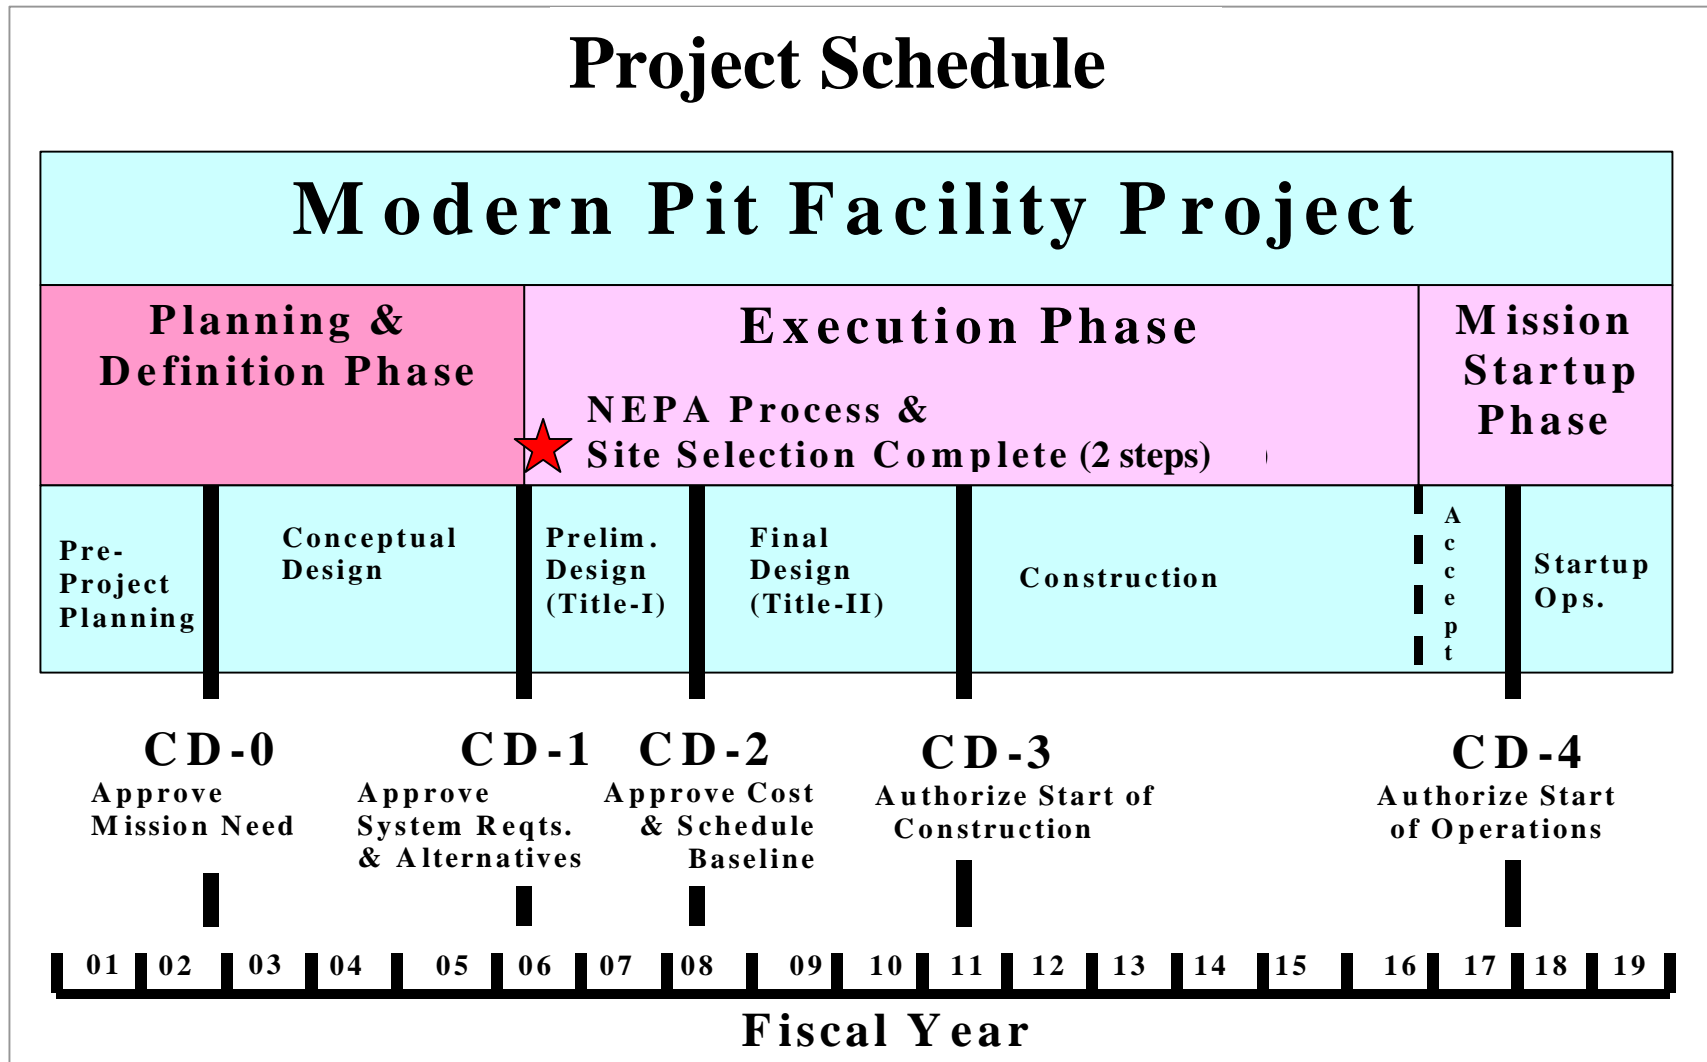 Project Schedule
Modern Pit Facility Project
Planning &
Definition Phase
Execution Phase
NEPA Process &
Site Selection Complete (2 steps)
)
Mission
Startup
Phase
Pre-
Project
Planning
Conceptual
Design
Prelim.
Design
(Title-I)
Final
Design
(Title-II)
Construction
Accept
Startup
Ops.
CD-0
Approve
Mission Need
CD-1
Approve
System Reqts.
& Alternatives
CD-2
Approve Cost
& Schedule
Baseline
CD-3
Authorize Start of
Construction
CD-4
Authorize Start
of Operations
01 02 03 04 05 06 07 08 09 10 11 12 13 14 15 16 17 18 19
Fiscal Year